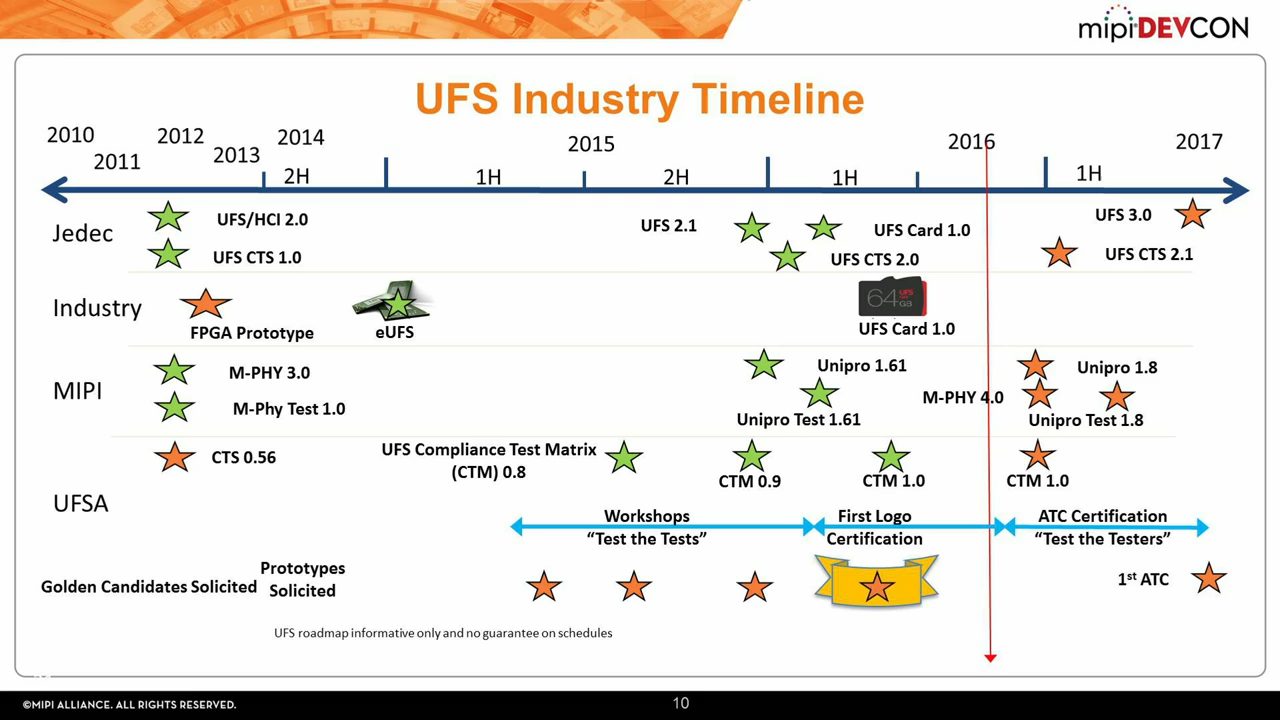 mipi DEVCON
UFS Industry Timeline
2010
2011
2012
2013
2014
2015
2016
2017
2H
1H
2H
1H
1H
Jedec
UFS/HCI 2.0
UFS CTS 1.0
UFS 2.1
UFS Card 1.0
UFS CTS 2.0
UFS 3.0
UFS CTS 2.1
Industry
FPGA Prototype
eUFS
64
UFS
GB
UFS Card 1.0
MIPI
M-PHY 3.0
M-Phy Test 1.0
Unipro 1.61
Unipro Test 1.61
M-PHY 4.0
Unipro 1.8
Unipro Test 1.8
UFSA
CTS 0.56
UFS Compliance Test Matrix
(CTM) 0.8
CTM 0.9
CTM 1.0
CTM 1.0
Workshops
“Test the Tests”
First Logo
Certification
ATC Certification
“Test the Testers”
Golden Candidates Solicited
Prototypes
Solicited
1st ATC
UFS roadmap informative only and no guarantee on schedules
©MIPI ALLIANCE. ALL RIGHTS RESERVED.
10